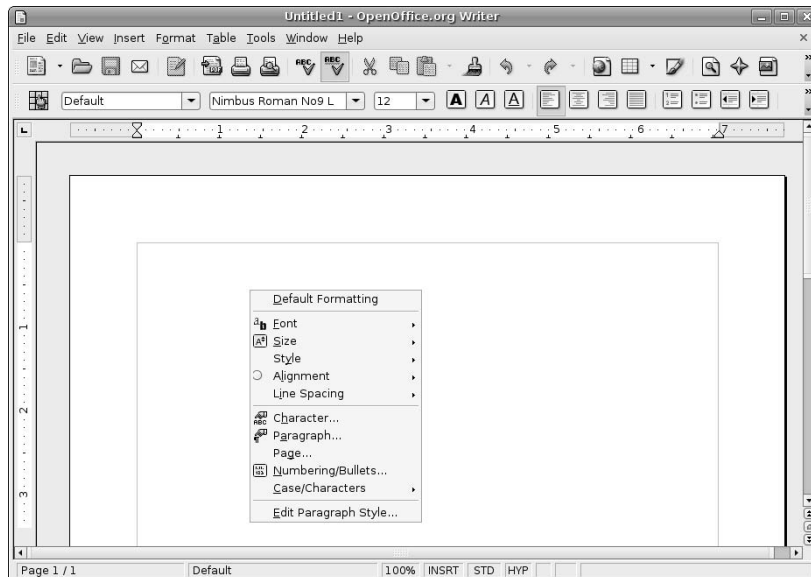 Untitled1 - OpenOffice.org Writer
File Edit View Insert Format Table Tools Window Help
Default Nimbus Roman No9 L 12 A A A
1 2 3 4 5 6 7
Default Formatting
Font
Size
Style
Alignment
Line Spacing
Character...
Paragraph...
Page...
Numbering/Bullets...
Case/Characters
Edit Paragraph Style...
1
2
3
Page 1 / 1 Default 100% INSRT STD HYP